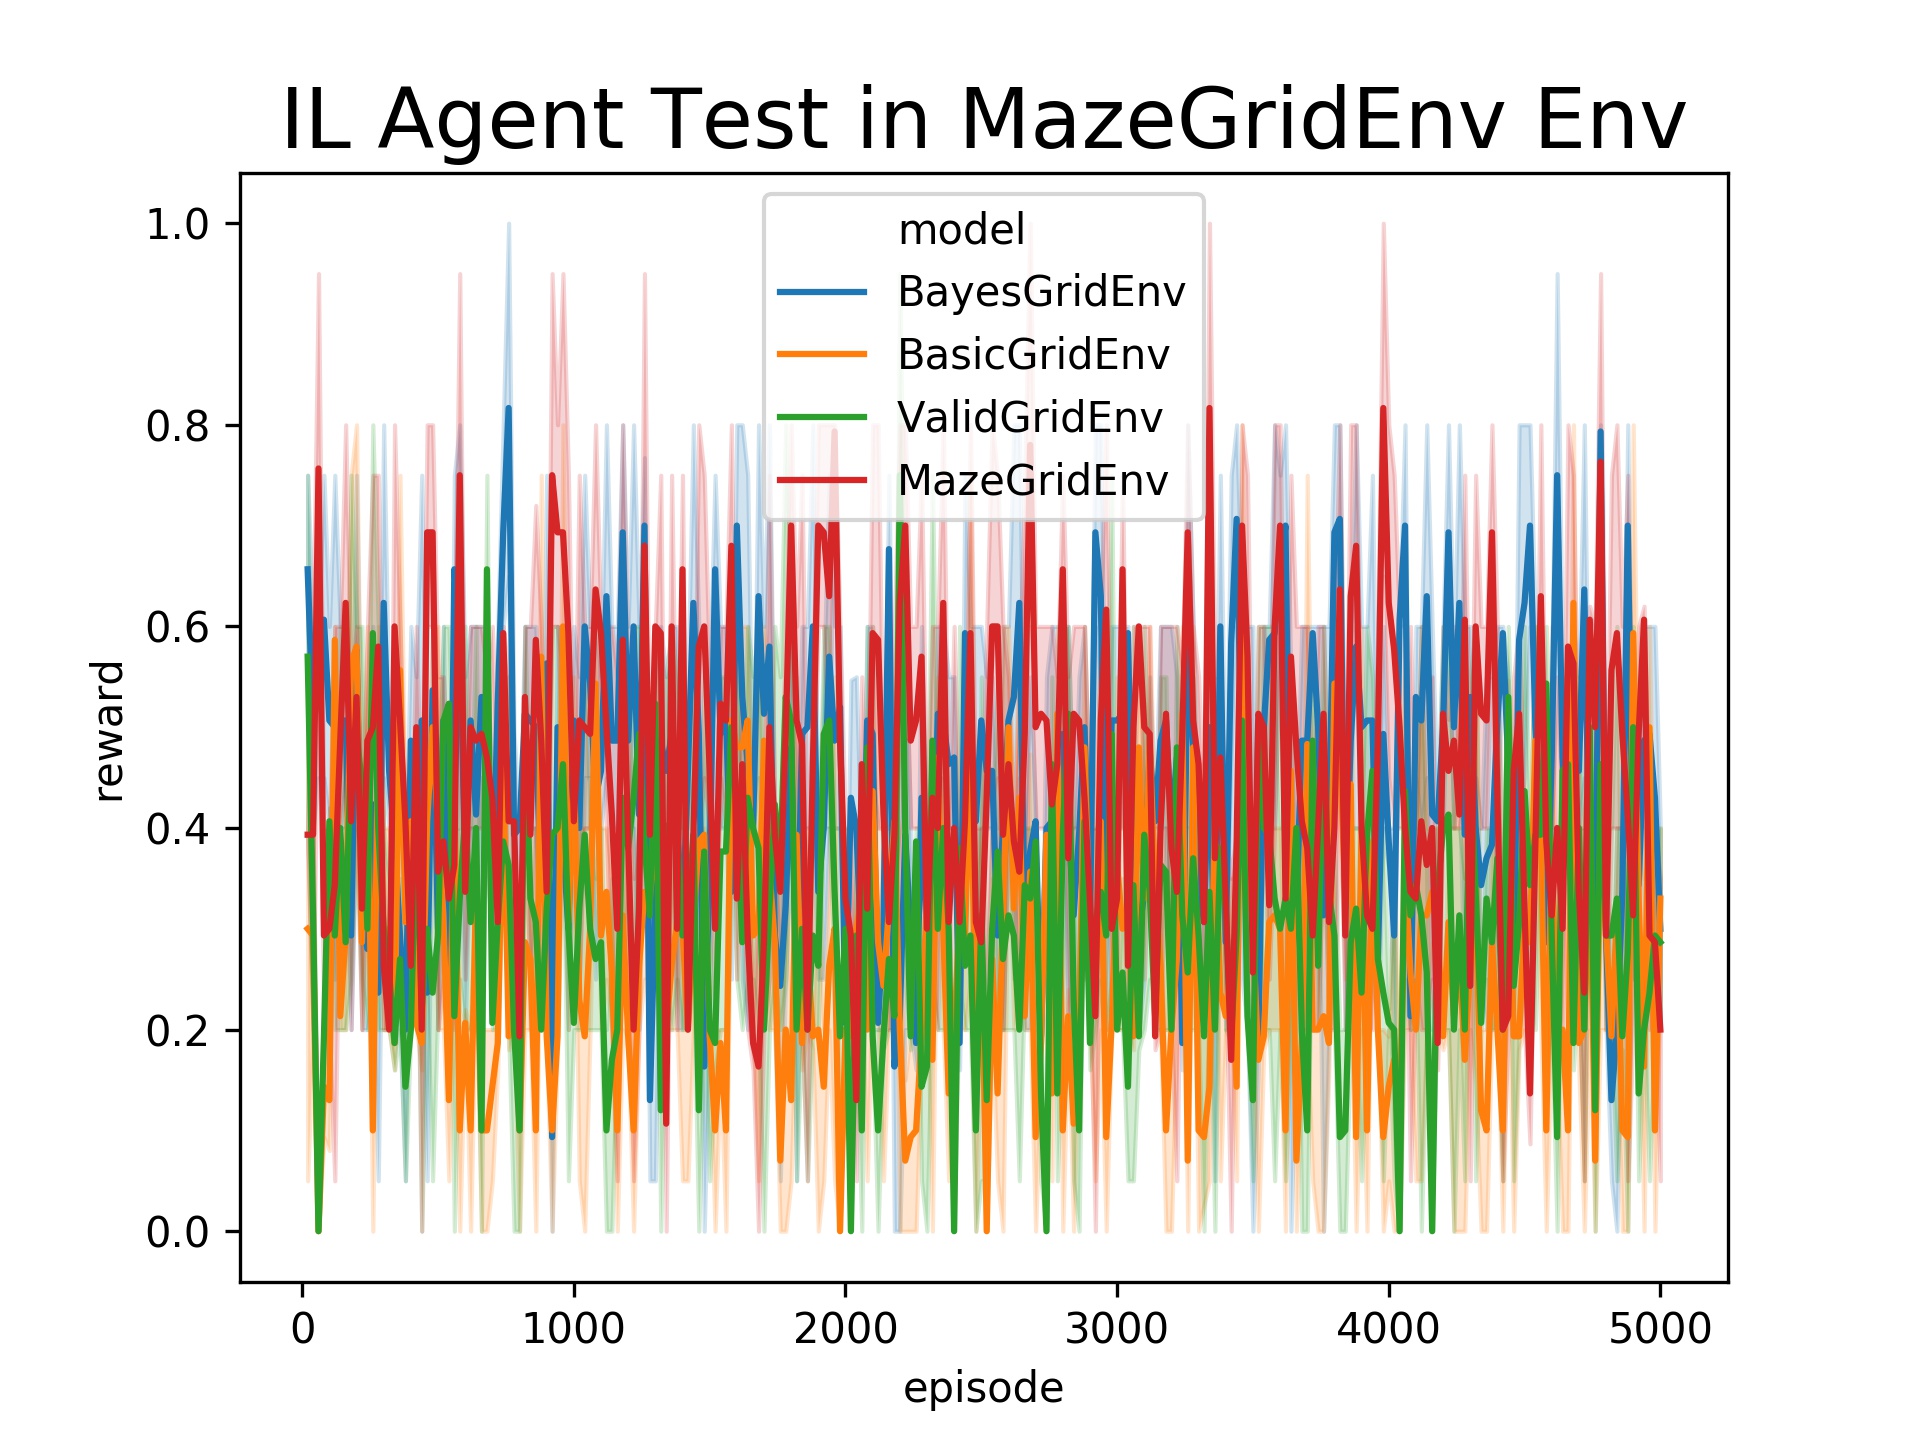 IL Agent Test in MazeGridEnv Env
model
BayesGridEnv
BasicGridEnv
ValidGridEnv
MazeGridEnv
reward
1.0
0.8
0.6
0.4
0.2
0.0
0 1000 2000 3000 4000 5000
episode